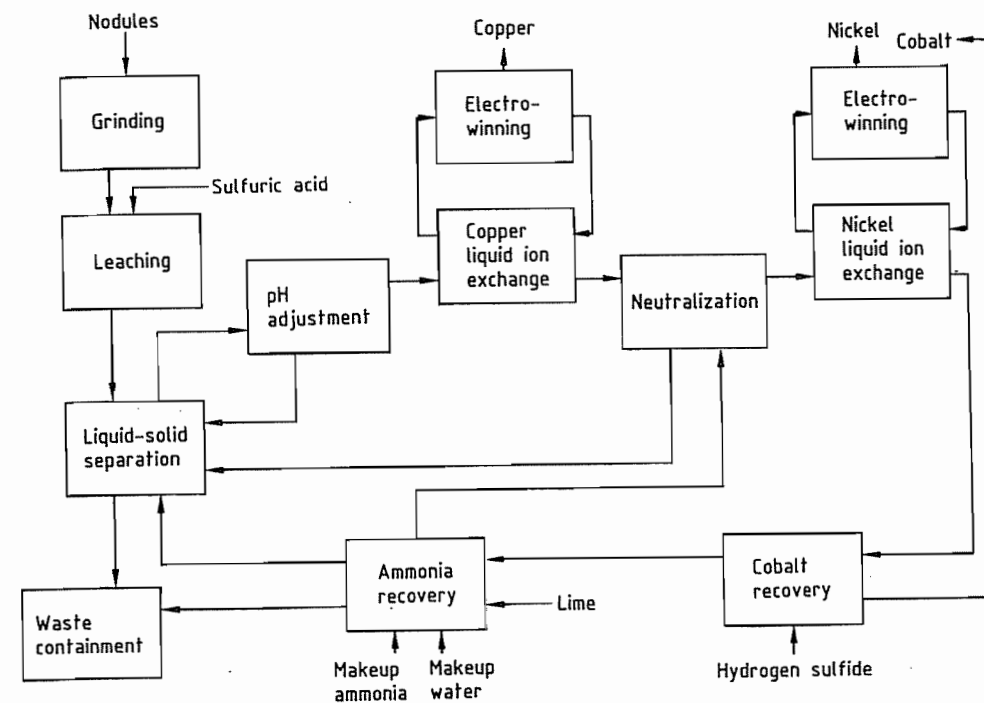 Nodules
Grinding
Sulfuric acid
Leaching
pH
adjustment
Liquid-solid
separation
Waste
containment
Copper
Electro-
winning
Copper
liquid ion
exchange
Neutralization
Nickel
Cobalt
Electro-
winning
Nickel
liquid ion
exchange
Ammonia
recovery
Lime
Makeup
ammonia
Makeup
water
Cobalt
recovery
Hydrogen sulfide